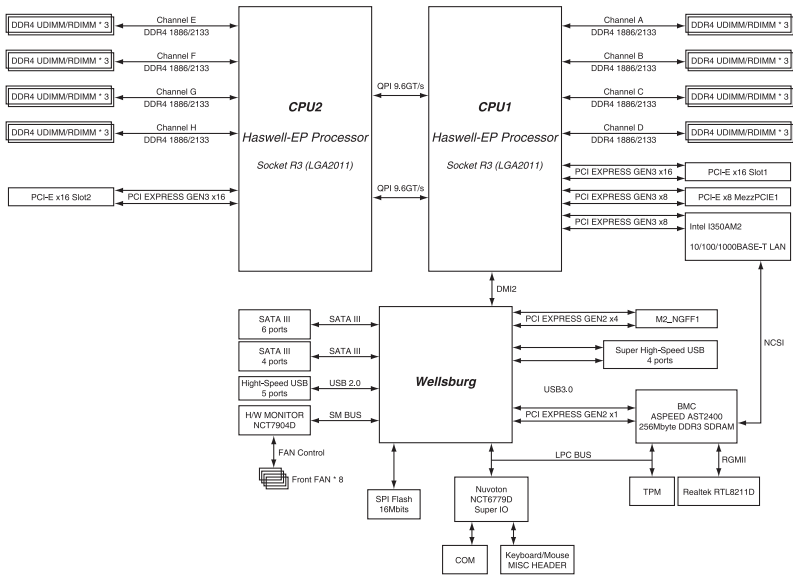 DDR4 UDIMM/RDIMM * 3
Channel E
DDR4 1886/2133
DDR4 UDIMM/RDIMM * 3
Channel F
DDR4 1886/2133
DDR4 UDIMM/RDIMM * 3
Channel G
DDR4 1886/2133
DDR4 UDIMM/RDIMM * 3
Channel H
DDR4 1886/2133
PCI-E x16 Slot2
PCI EXPRESS GEN3 x16
CPU2
Haswell-EP Processor
Socket R3 (LGA2011)
QPI 9.6GT/s
QPI 9.6GT/s
CPU1
Haswell-EP Processor
Socket R3 (LGA2011)
Channel A
DDR4 1886/2133
DDR4 UDIMM/RDIMM * 3
Channel B
DDR4 1886/2133
DDR4 UDIMM/RDIMM * 3
Channel C
DDR4 1886/2133
DDR4 UDIMM/RDIMM * 3
Channel D
DDR4 1886/2133
DDR4 UDIMM/RDIMM * 3
PCI EXPRESS GEN3 x16
PCI-E x16 Slot1
PCI EXPRESS GEN3 x8
PCI-E x8 MezzPCIE1
PCI EXPRESS GEN3 x8
Intel I350AM2
10/100/1000BASE-T LAN
DMI2
NCSI
SATA III
6 ports
SATA III
SATA III
4 ports
SATA III
Hight-Speed USB
5 ports
USB 2.0
H/W MONITOR
NCT7904D
SM BUS
FAN Control
Front FAN * 8
Wellsburg
PCI EXPRESS GEN2 x4
M2_NGFF1
Super High-Speed USB
4 ports
USB3.0
PCI EXPRESS GEN2 x1
BMC
ASPEED AST2400
256Mbyte DDR3 SDRAM
LPC BUS
RGMII
SPI Flash
16Mbits
Nuvoton
NCT6779D
Super IO
TPM
Realtek RTL8211D
COM
Keyboard/Mouse
MISC HEADER